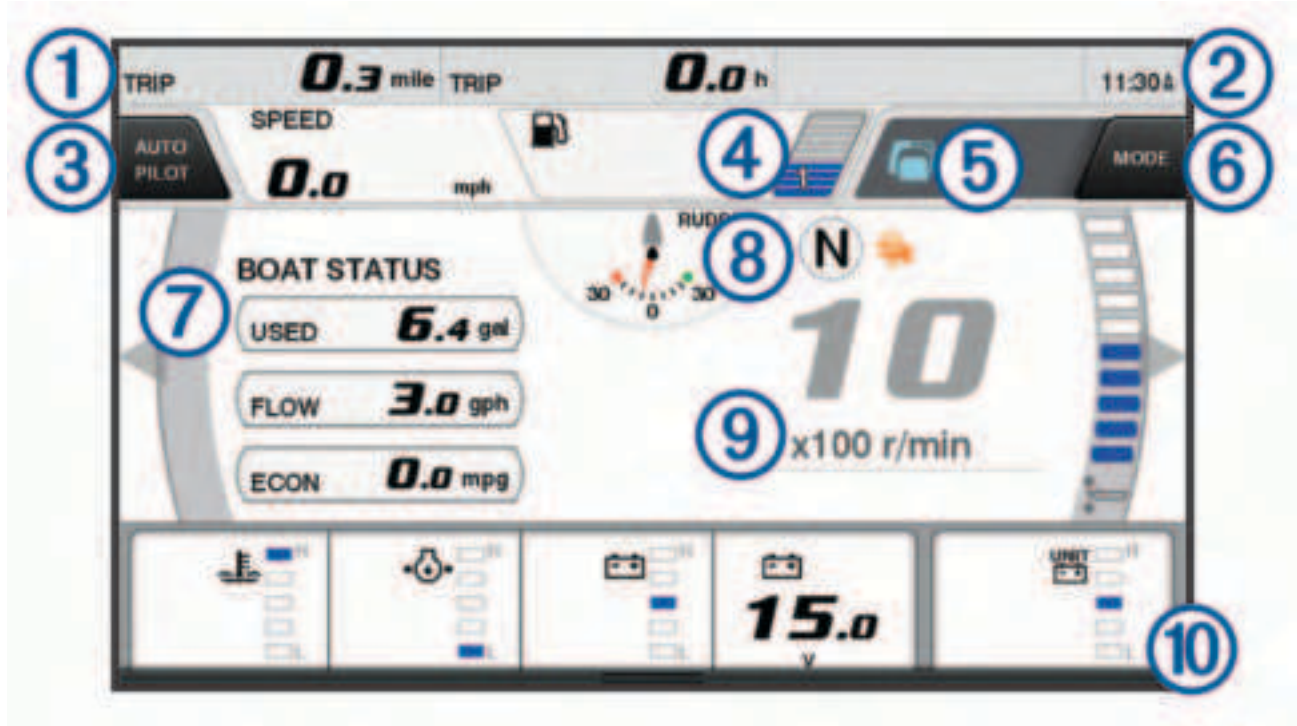 1 TRIP 0.3 mile TRIP 0.0 h 11:30 2
3 AUTO PILOT
SPEED
0.0 mph
4 1
5
MODE 6
8 N
30 0 30
7 BOAT STATUS
USED 6.4 gal
FLOW 3.0 gph
ECON 0.0 mpg
10
9 x100 r/min
H
L
H
L
H
L
15.0
V
UNIT
H
L
10